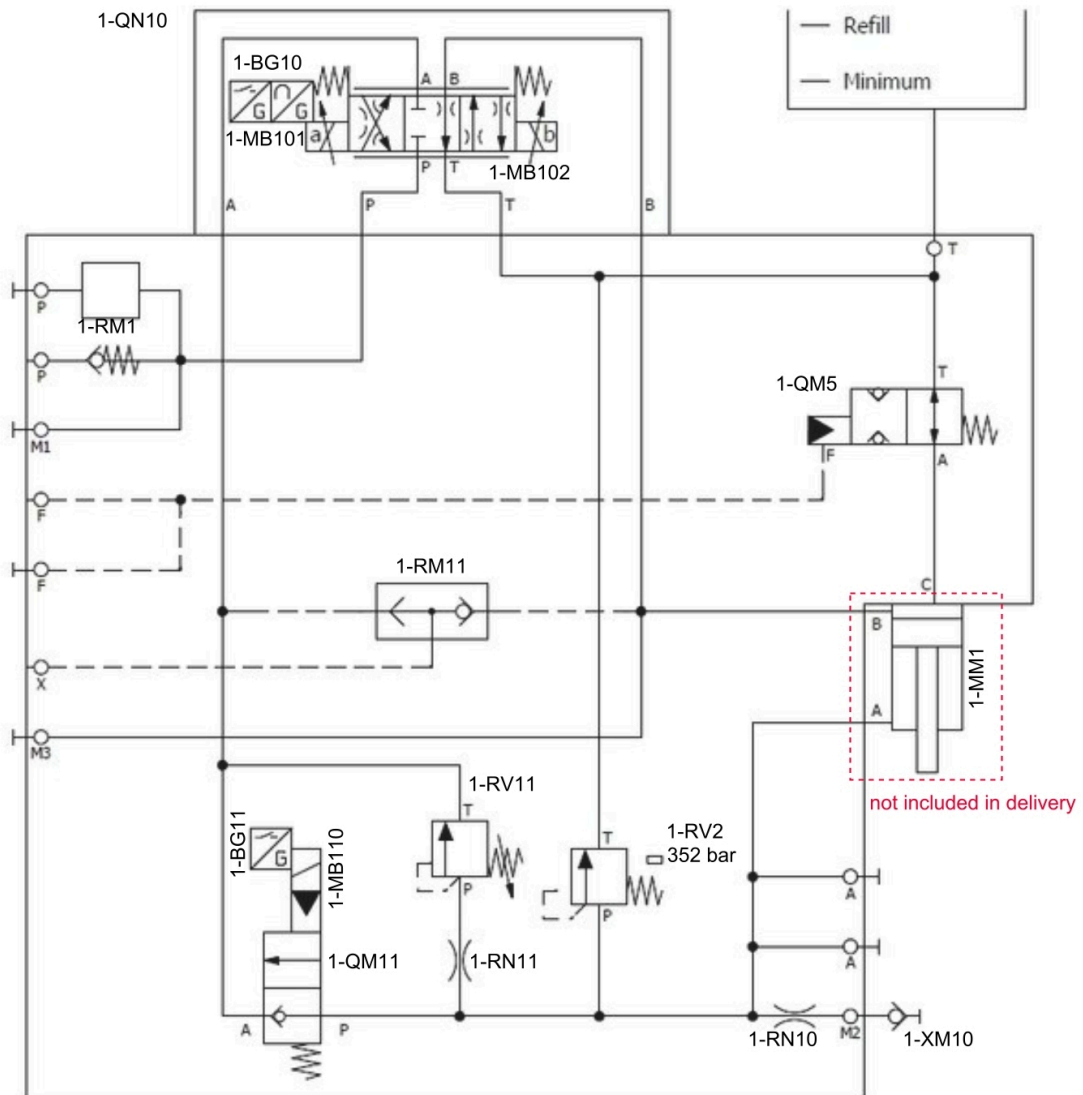 1-QN10
Refill
Minimum
1-BG10
A B
G G
1-MB101
a
b
P T
1-MB102
A
P
T
B
T
P
1-RM1
P
M1
1-QM5
T
F
A
F
F
1-RM11
C
B
X
1-MM1
A
M3
not included in delivery
1-RV11
T
1-BG11
G
1-MB110
P
1-RV2
352 bar
T
P
A
A
1-QM11
1-RN11
A
P
1-RN10
M2
1-XM10